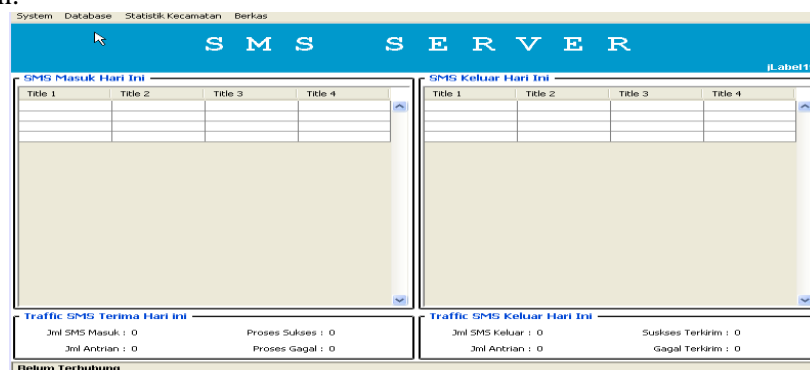 System Database Statistik Kecamatan Berkas
SMS SERVER
jLabel1
SMS Masuk Hari Ini
Title 1 Title 2 Title 3 Title 4
SMS Keluar Hari Ini
Title 1 Title 2 Title 3 Title 4
Traffic SMS Terima Hari ini
Jml SMS Masuk : 0 Proses Sukses : 0
Jml Antrian : 0 Proses Gagal : 0
Traffic SMS Keluar Hari Ini
Jml SMS Keluar : 0 Suskses Terkirim : 0
Jml Antrian : 0 Gagal Terkirim : 0
Belum Terhubung